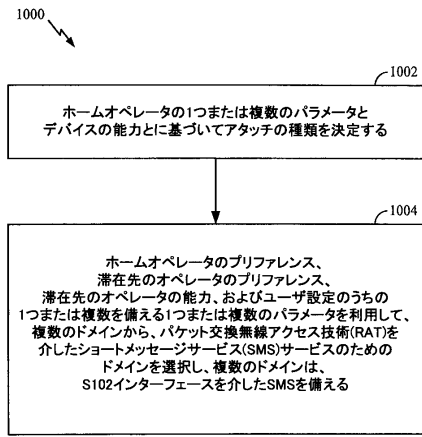 1000
1002
ホームオペレータの1つまたは複数のパラメータと
デバイスの能力とに基づいてアタッチの種類を決定する
1004
ホームオペレータのプリファレンス、
滞在先のオペレータのプリファレンス、
滞在先のオペレータの能力、およびユーザ設定のうちの
1つまたは複数を備える1つまたは複数のパラメータを利用して、
複数のドメインから、パケット交換無線アクセス技術(RAT)を
介したショートメッセージサービス(SMS)サービスのための
ドメインを選択し、複数のドメインは、
S102インターフェースを介したSMSを備える